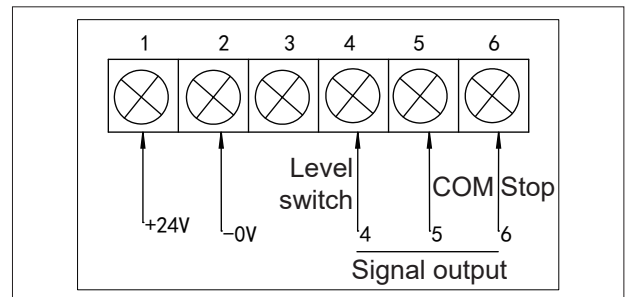 1 2 3 4 5 6
Level
switch
COM Stop
+24V
-0V
4 5 6
Signal output